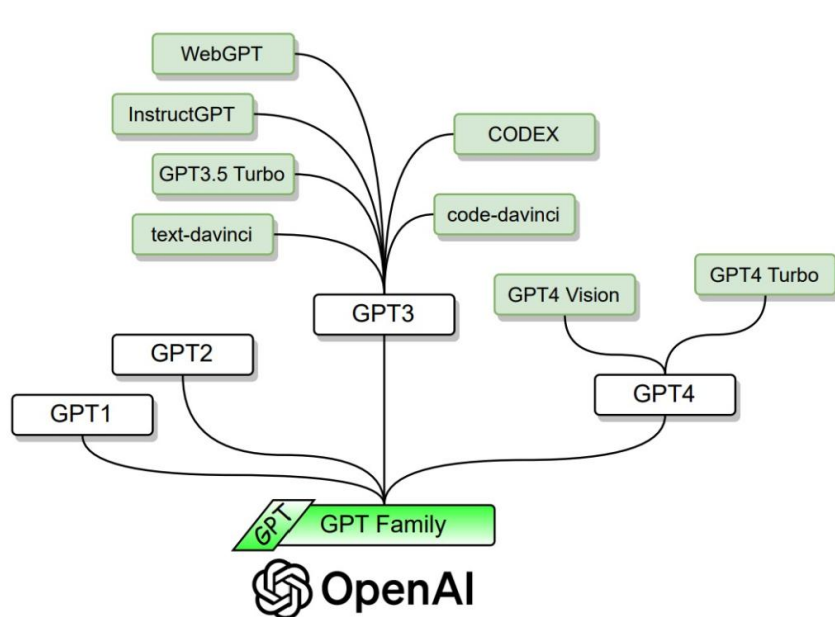 WebGPT
InstructGPT
CODEX
GPT3.5 Turbo
code-davinci
text-davinci
GPT4 Turbo
GPT4 Vision
GPT3
GPT2
GPT4
GPT1
GPT
GPT Family
OpenAI